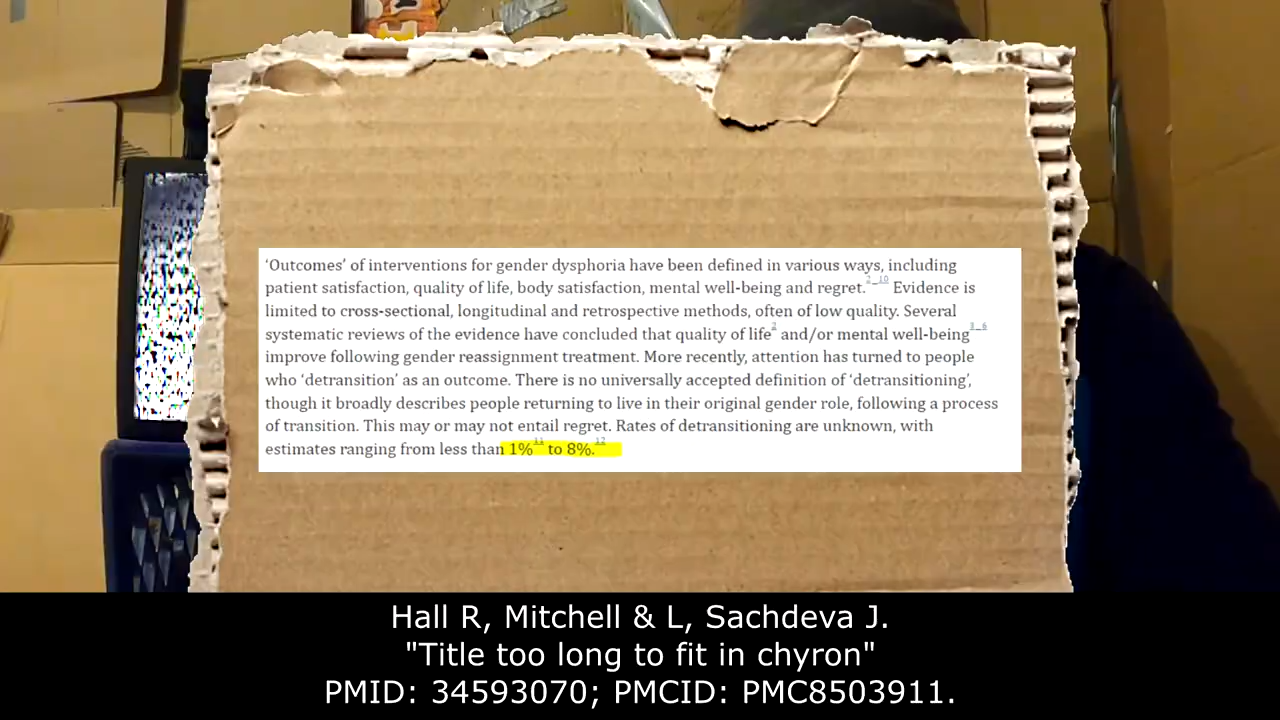 ‘Outcomes’ of interventions for gender dysphoria have been defined in various ways, including
patient satisfaction, quality of life, body satisfaction, mental well-being and regret.2–10 Evidence is
limited to cross-sectional, longitudinal and retrospective methods, often of low quality. Several
systematic reviews of the evidence have concluded that quality of life2 and/or mental well-being3–6
improve following gender reassignment treatment. More recently, attention has turned to people
who ‘detransition’ as an outcome. There is no universally accepted definition of ‘detransitioning’,
though it broadly describes people returning to live in their original gender role, following a process
of transition. This may or may not entail regret. Rates of detransitioning are unknown, with
estimates ranging from less than 1%11 to 8%.12
Hall R, Mitchell & L, Sachdeva J.
"Title too long to fit in chyron"
PMID: 34593070; PMCID: PMC8503911.